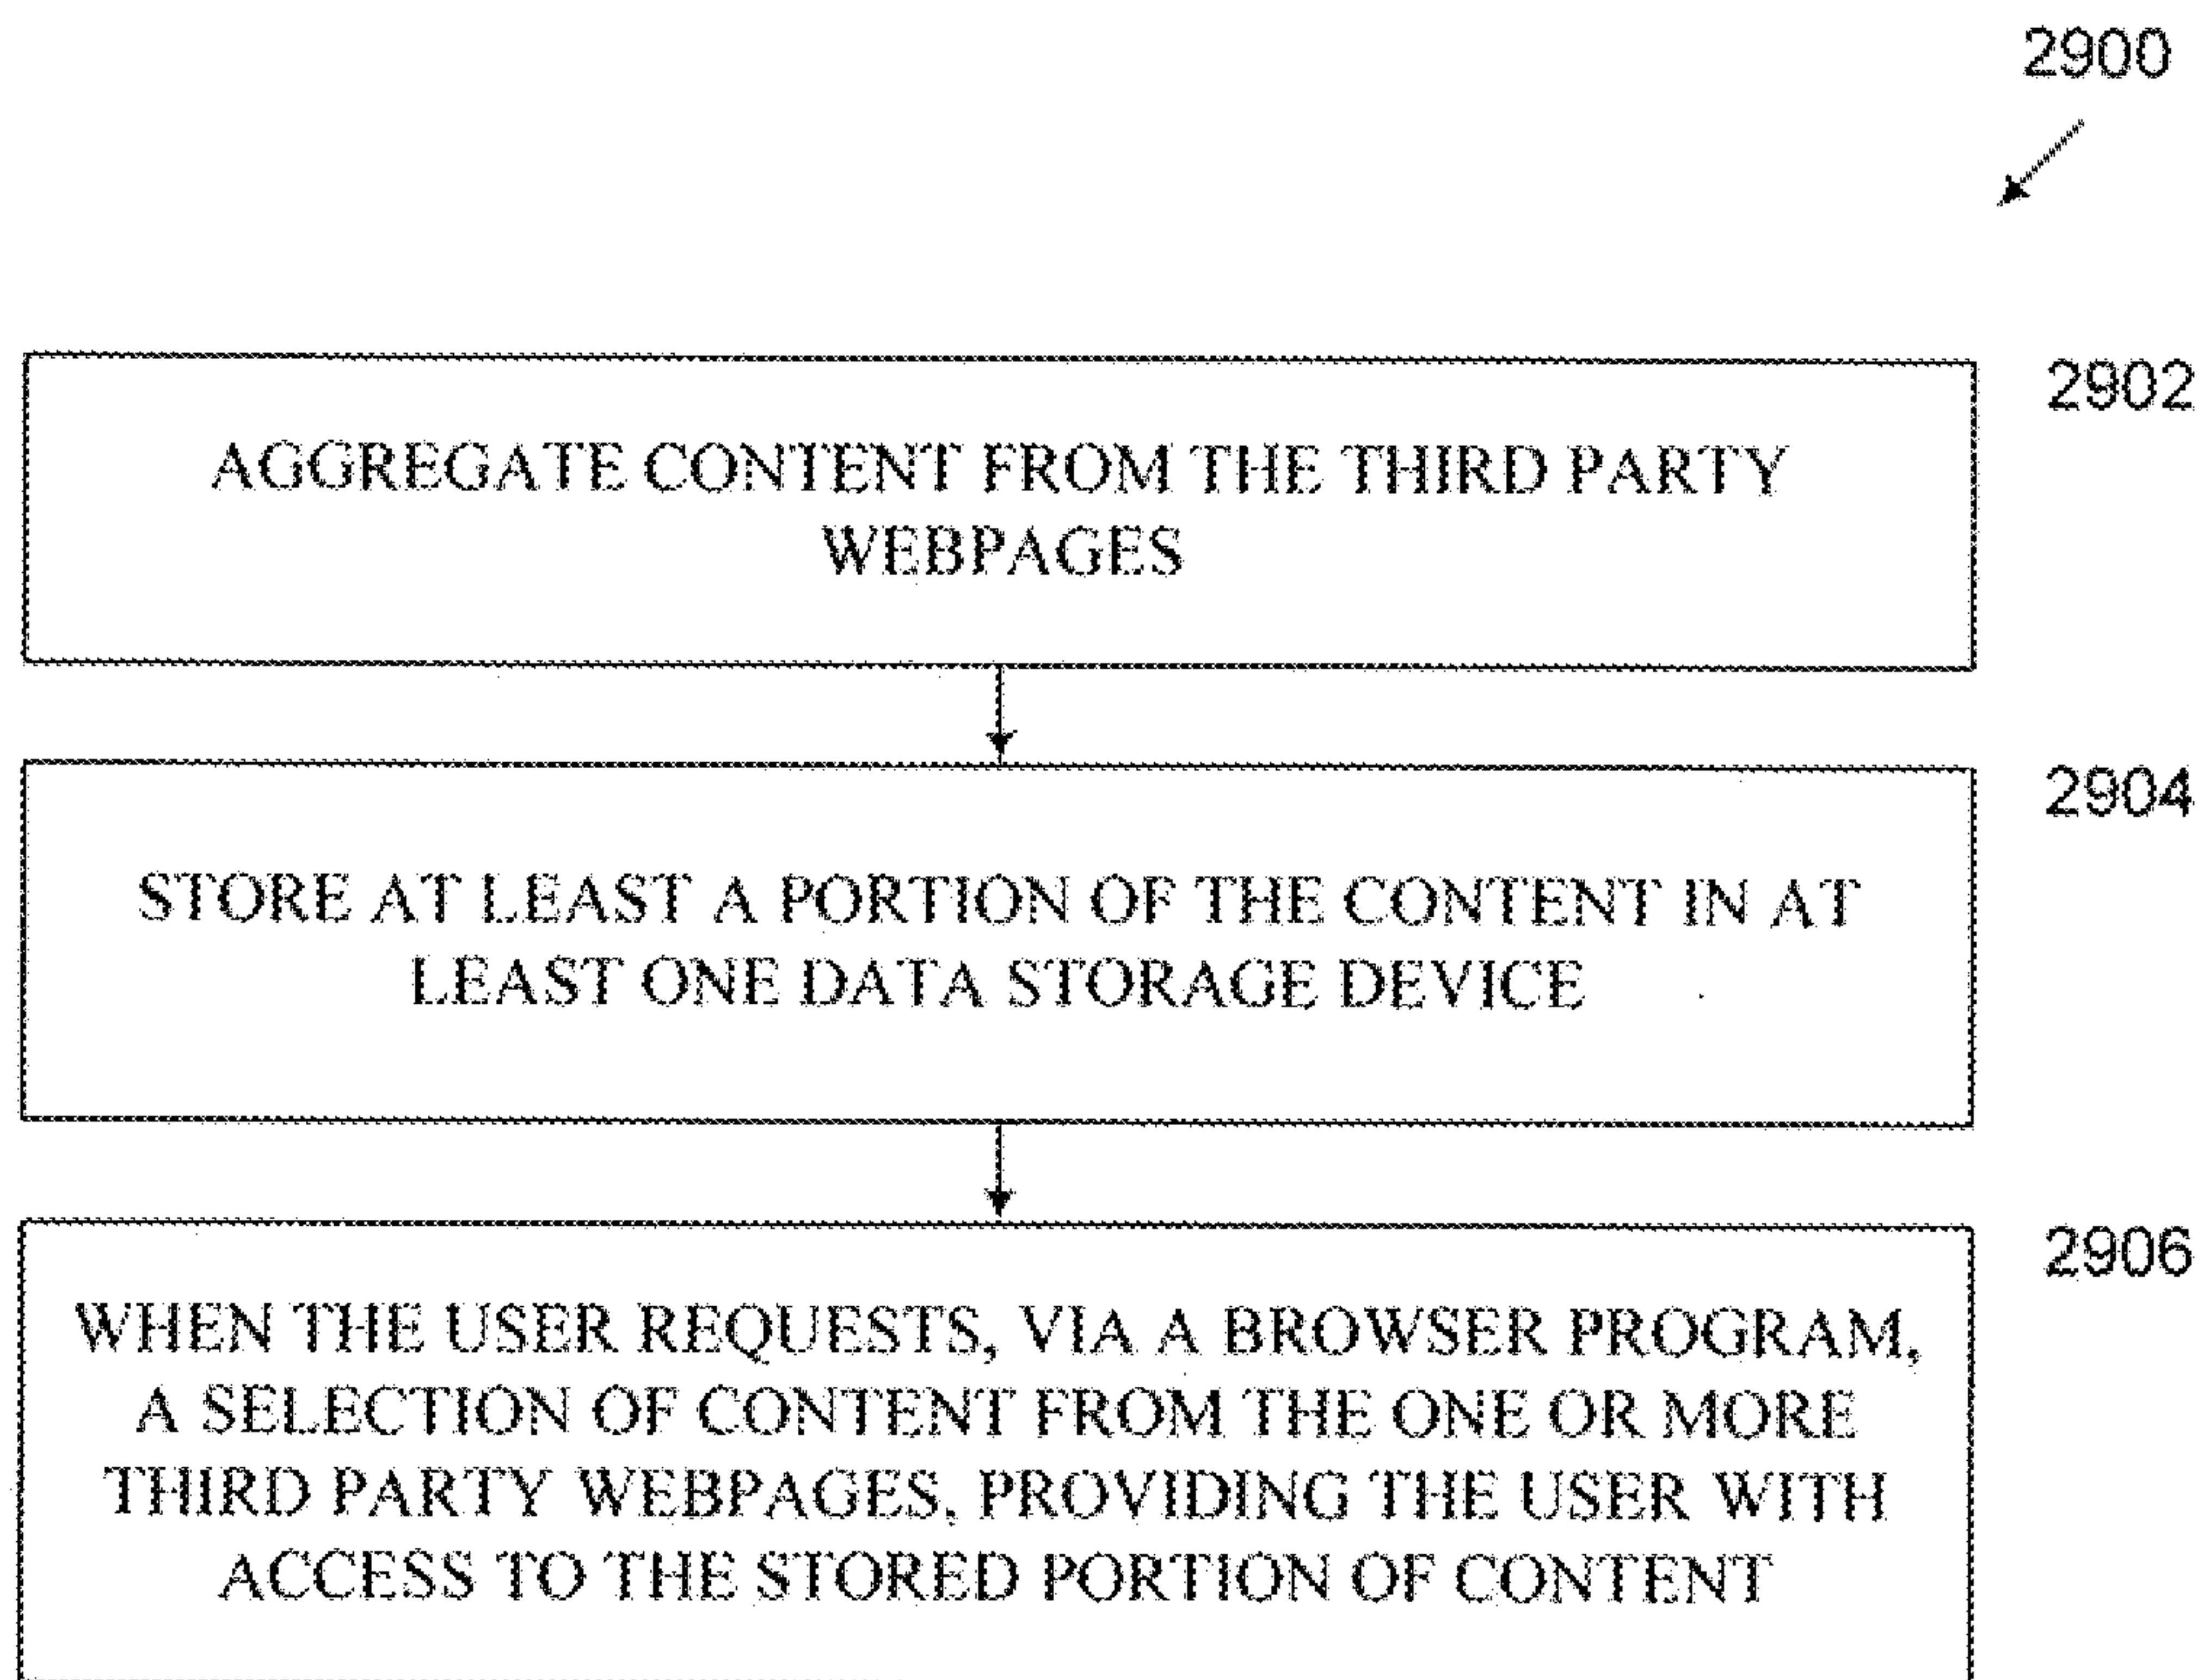 2900
2902
AGGREGATE CONTENT FROM THE THIRD PARTY
WEBPAGES
2904
STORE AT LEAST A PORTION OF THE CONTENT IN AT
LEAST ONE DATA STORAGE DEVICE
2906
WHEN THE USER REQUESTS, VIA A BROWSER PROGRAM,
A SELECTION OF CONTENT FROM THE ONE OR MORE
THIRD PARTY WEBPAGES, PROVIDING THE USER WITH
ACCESS TO THE STORED PORTION OF CONTENT